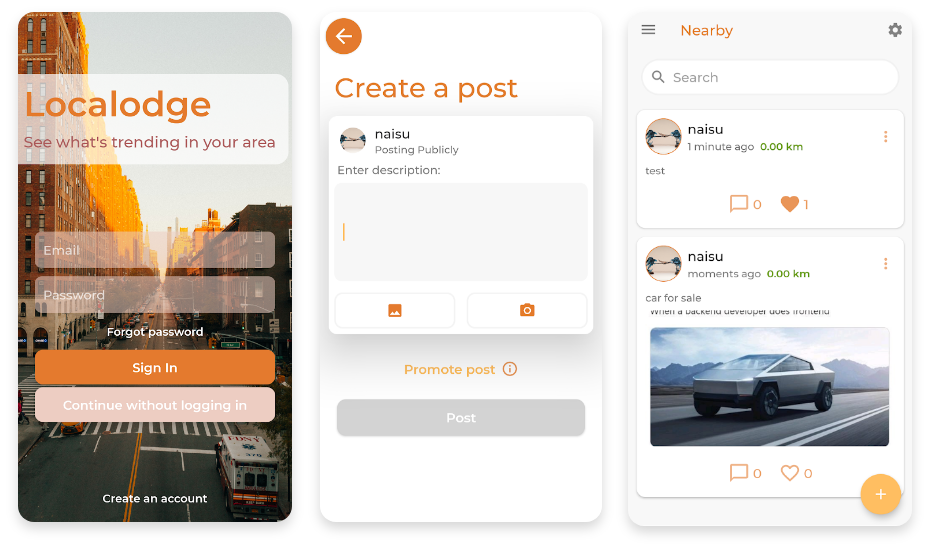 Localodge
See what's trending in your area
Email
Password
Forgot password
Sign In
Continue without logging in
FDNY
370
Create an account
Create a post
naisu
Posting Publicly
Enter description:
Promote post
Post
Nearby
Search
naisu
1 minute ago 0.00 km
test
0 1
naisu
moments ago 0.00 km
car for sale
When a backend developer does frontend
0 0